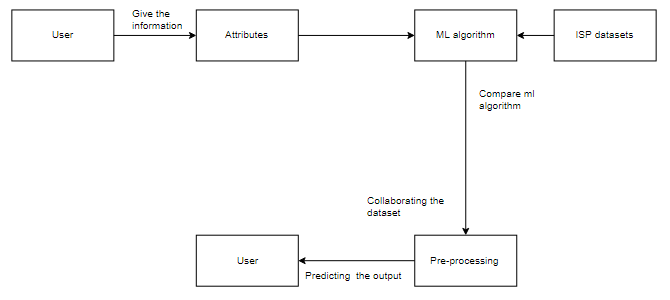 Give the
information
User
Attributes
ML algorithm
ISP datasets
Compare ml
algorithm
Collaborating the
dataset
User
Pre-processing
Predicting the output